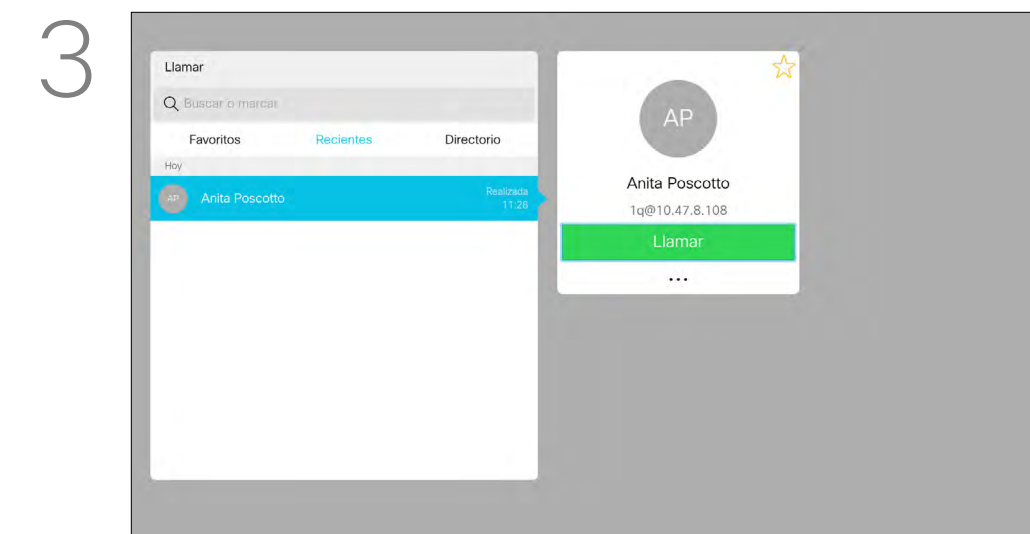 3
Llamar
Buscar o marcar
Favoritos Recientes Directorio
Hoy
AP Anita Poscotto Realizada
11:28
AP
Anita Poscotto
1q@10.47.8.108
Llamar
...